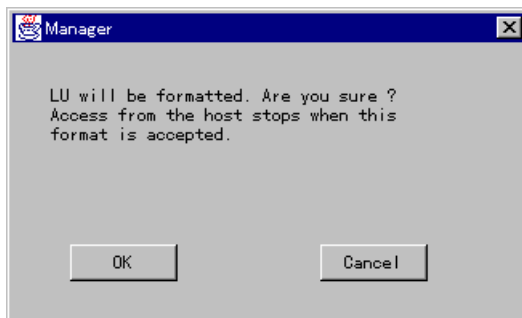 Manager
LU will be formatted. Are you sure ?
Access from the host stops when this
format is accepted.
OK
Cancel